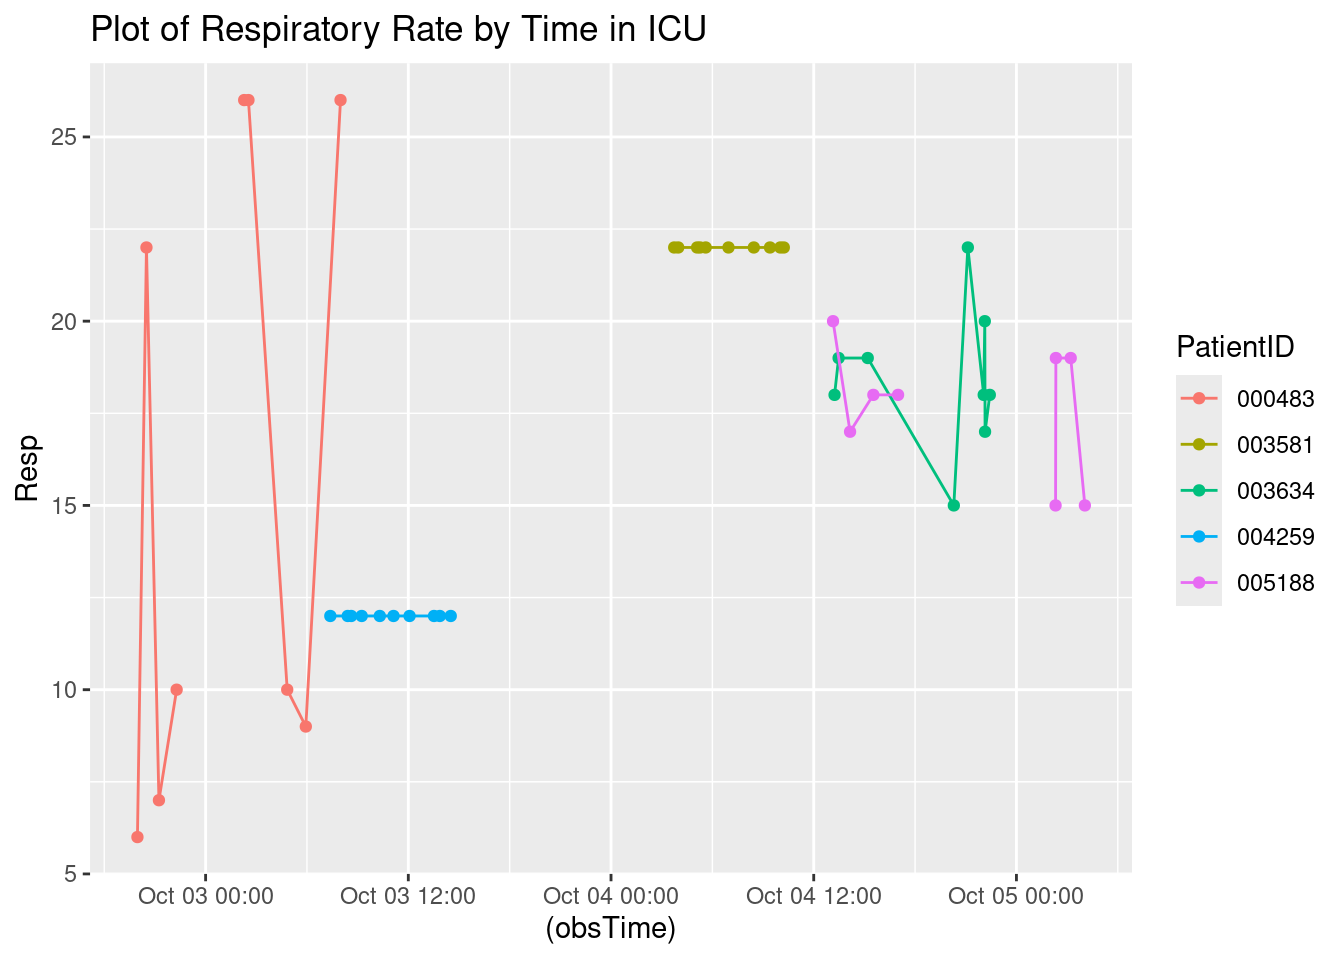 Plot of Respiratory Rate by Time in ICU
25
20
15
10
5
Resp
Oct 03 00:00
Oct 03 12:00
Oct 04 00:00
Oct 04 12:00
Oct 05 00:00
(obsTime)
PatientID
000483
003581
003634
004259
005188